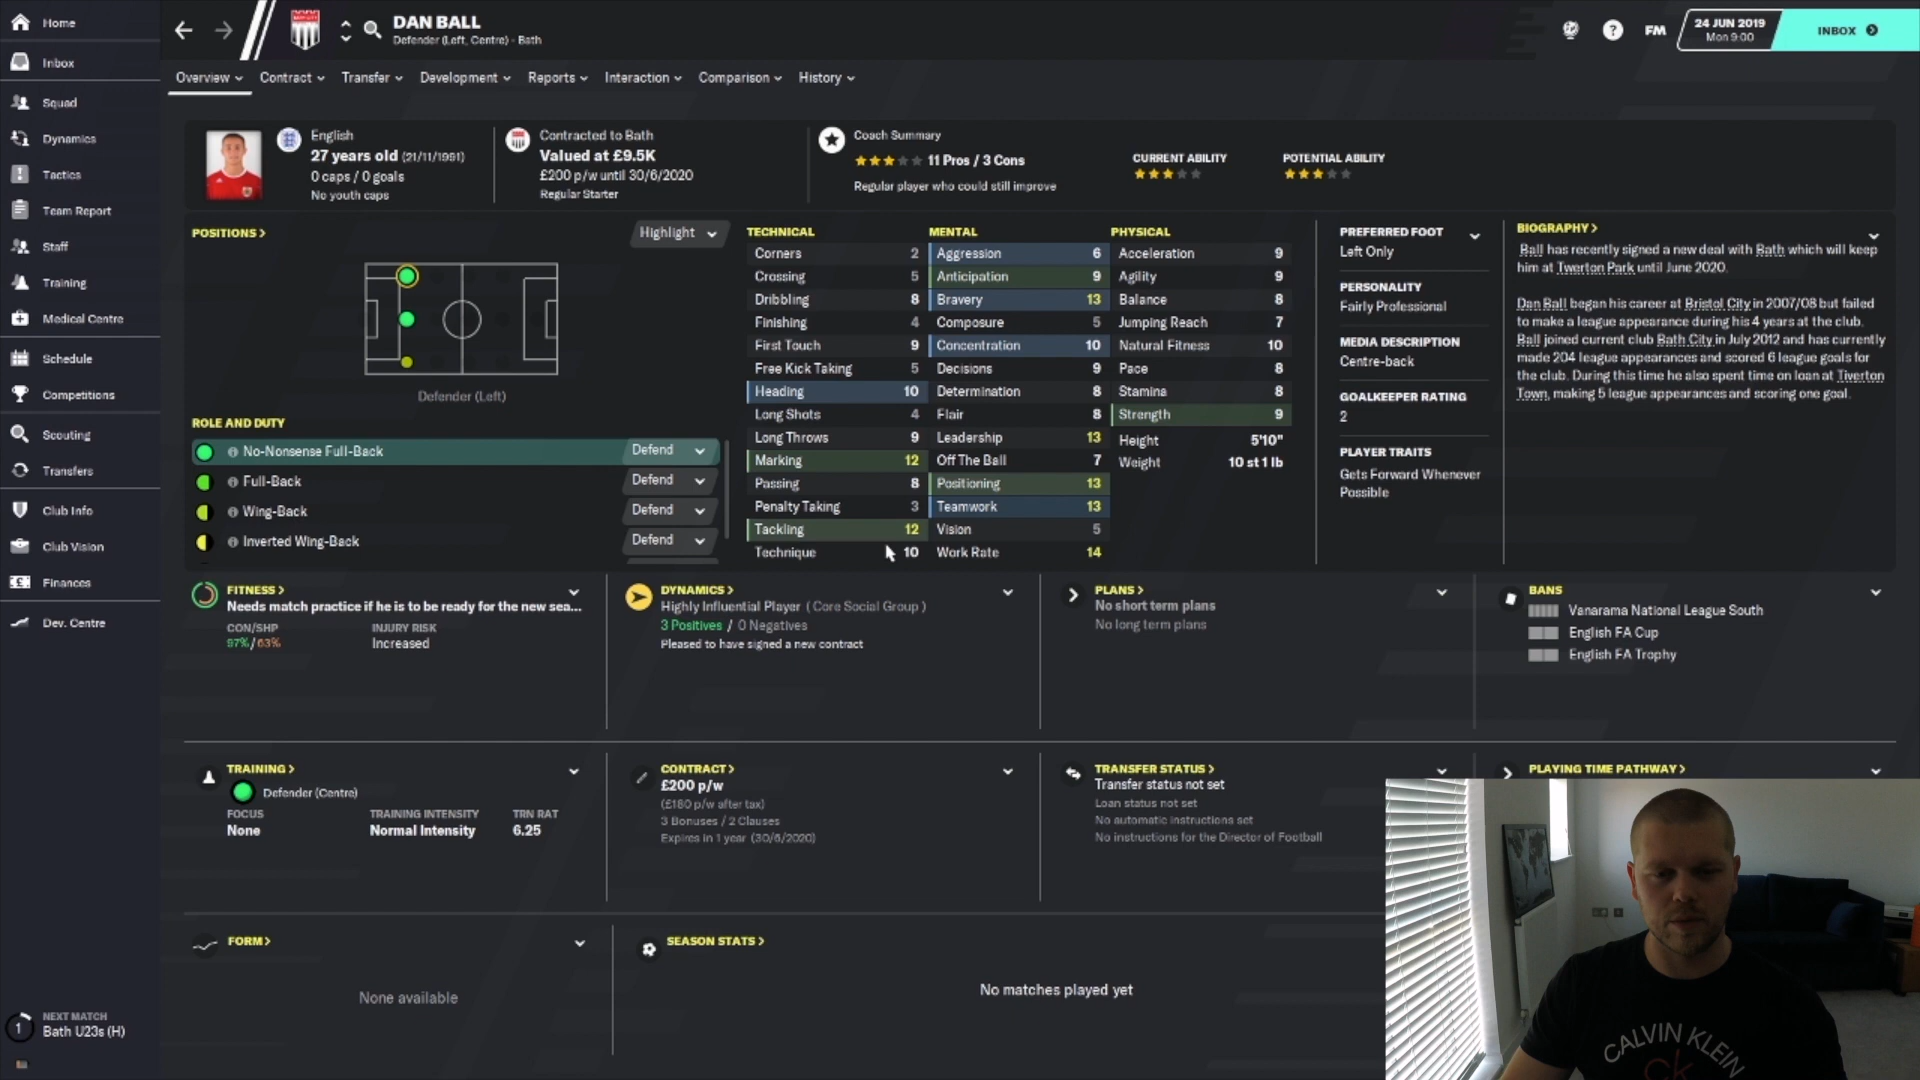 Home
Inbox
Squad
Dynamics
Tactics
Team Report
Staff
Training
Medical Centre
Schedule
Competitions
Scouting
Transfers
Club Info
Club Vision
Finances
Dev. Centre
1
NEXT MATCH
Bath U23s (H)
DAN BALL
Defender (Left, Centre) - Bath
FM
24 JUN 2019
Mon 9:00
INBOX
Overview
Contract
Transfer
Development
Reports
Interaction
Comparison
History
English
27 years old (21/11/1991)
0 caps / 0 goals
No youth caps
Contracted to Bath
Valued at £9.5K
£200 p/w until 30/6/2020
Regular Starter
Coach Summary
11 Pros / 3 Cons
Regular player who could still improve
CURRENT ABILITY
POTENTIAL ABILITY
POSITIONS >
Highlight
Defender (Left)
ROLE AND DUTY
No-Nonsense Full-Back Defend
Full-Back Defend
Wing-Back Defend
Inverted Wing-Back Defend
TECHNICAL
Corners 2
Crossing 5
Dribbling 8
Finishing 4
First Touch 9
Free Kick Taking 5
Heading 10
Long Shots 4
Long Throws 9
Marking 12
Passing 8
Penalty Taking 3
Tackling 12
Technique 10
MENTAL
Aggression 6
Anticipation 9
Bravery 13
Composure 5
Concentration 10
Decisions 9
Determination 8
Flair 8
Leadership 13
Off The Ball 7
Positioning 13
Teamwork 13
Vision 5
Work Rate 14
PHYSICAL
Acceleration 9
Agility 9
Balance 8
Jumping Reach 7
Natural Fitness 10
Pace 8
Stamina 8
Strength 9
Height 5'10"
Weight 10 st 1 lb
PREFERRED FOOT
Left Only
PERSONALITY
Fairly Professional
MEDIA DESCRIPTION
Centre-back
GOALKEEPER RATING
2
PLAYER TRAITS
Gets Forward Whenever
Possible
BIOGRAPHY >
Ball has recently signed a new deal with Bath which will keep
him at Twerton Park until June 2020.
Dan Ball began his career at Bristol City in 2007/08 but failed
to make a league appearance during his 4 years at the club.
Ball joined current club Bath City in July 2012 and has currently
made 204 league appearances and scored 6 league goals for
the club. During this time he also spent time on loan at Tiverton
Town, making 5 league appearances and scoring one goal.
FITNESS >
Needs match practice if he is to be ready for the new sea...
CON/SHP
97% / 63%
INJURY RISK
Increased
DYNAMICS >
Highly Influential Player ( Core Social Group )
3 Positives / 0 Negatives
Pleased to have signed a new contract
PLANS >
No short term plans
No long term plans
BANS
Vanarama National League South
English FA Cup
English FA Trophy
TRAINING >
Defender (Centre)
FOCUS
None
TRAINING INTENSITY
Normal Intensity
TRN RAT
6.25
CONTRACT >
£200 p/w
(£180 p/w after tax)
3 Bonuses / 2 Clauses
Expires in 1 year (30/6/2020)
TRANSFER STATUS >
Transfer status not set
Loan status not set
No automatic instructions set
No instructions for the Director of Football
PLAYING TIME PATHWAY >
FORM >
None available
SEASON STATS >
No matches played yet
CALVIN KLEIN
ck